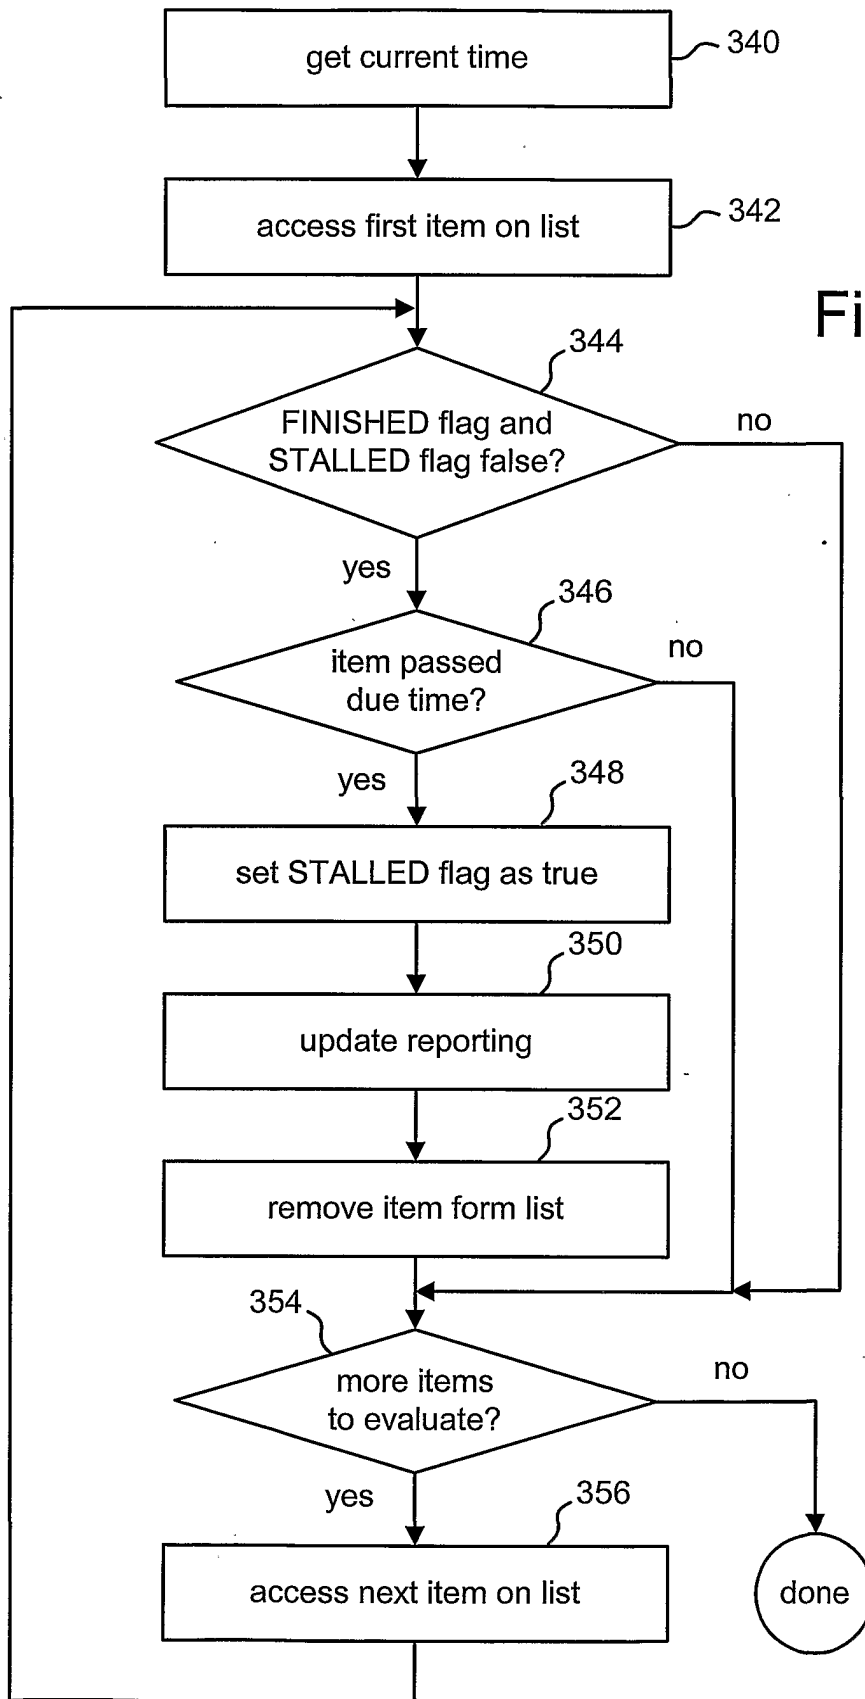 get current time
340
access first item on list
342
Fi
344
FINISHED flag and
STALLED flag false?
no
yes
346
item passed
due time?
no
yes
348
set STALLED flag as true
350
update reporting
352
remove item form list
354
more items
to evaluate?
no
yes
356
access next item on list
done